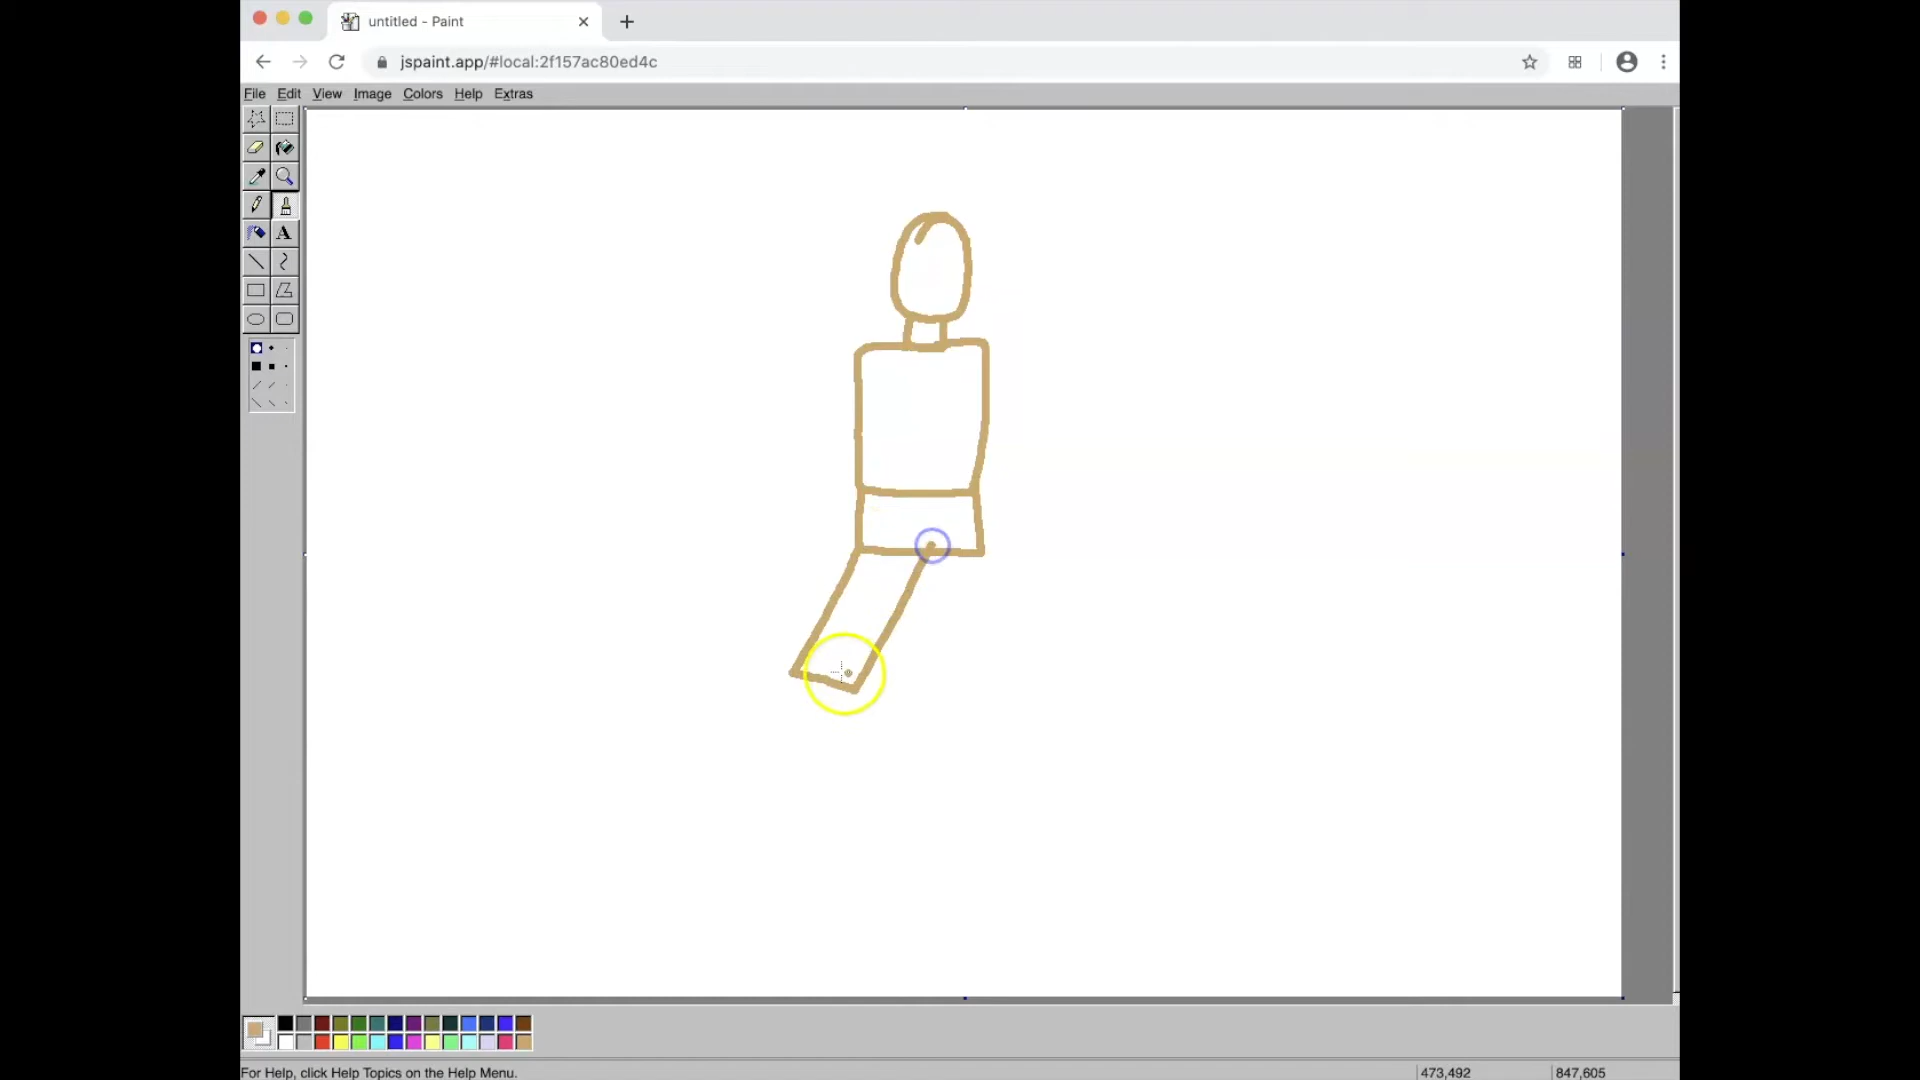 untitled - Paint
jspaint.app/#local:2f157ac80ed4c
File Edit View Image Colors Help Extras
A
For Help, click Help Topics on the Help Menu.
473,492
847,605